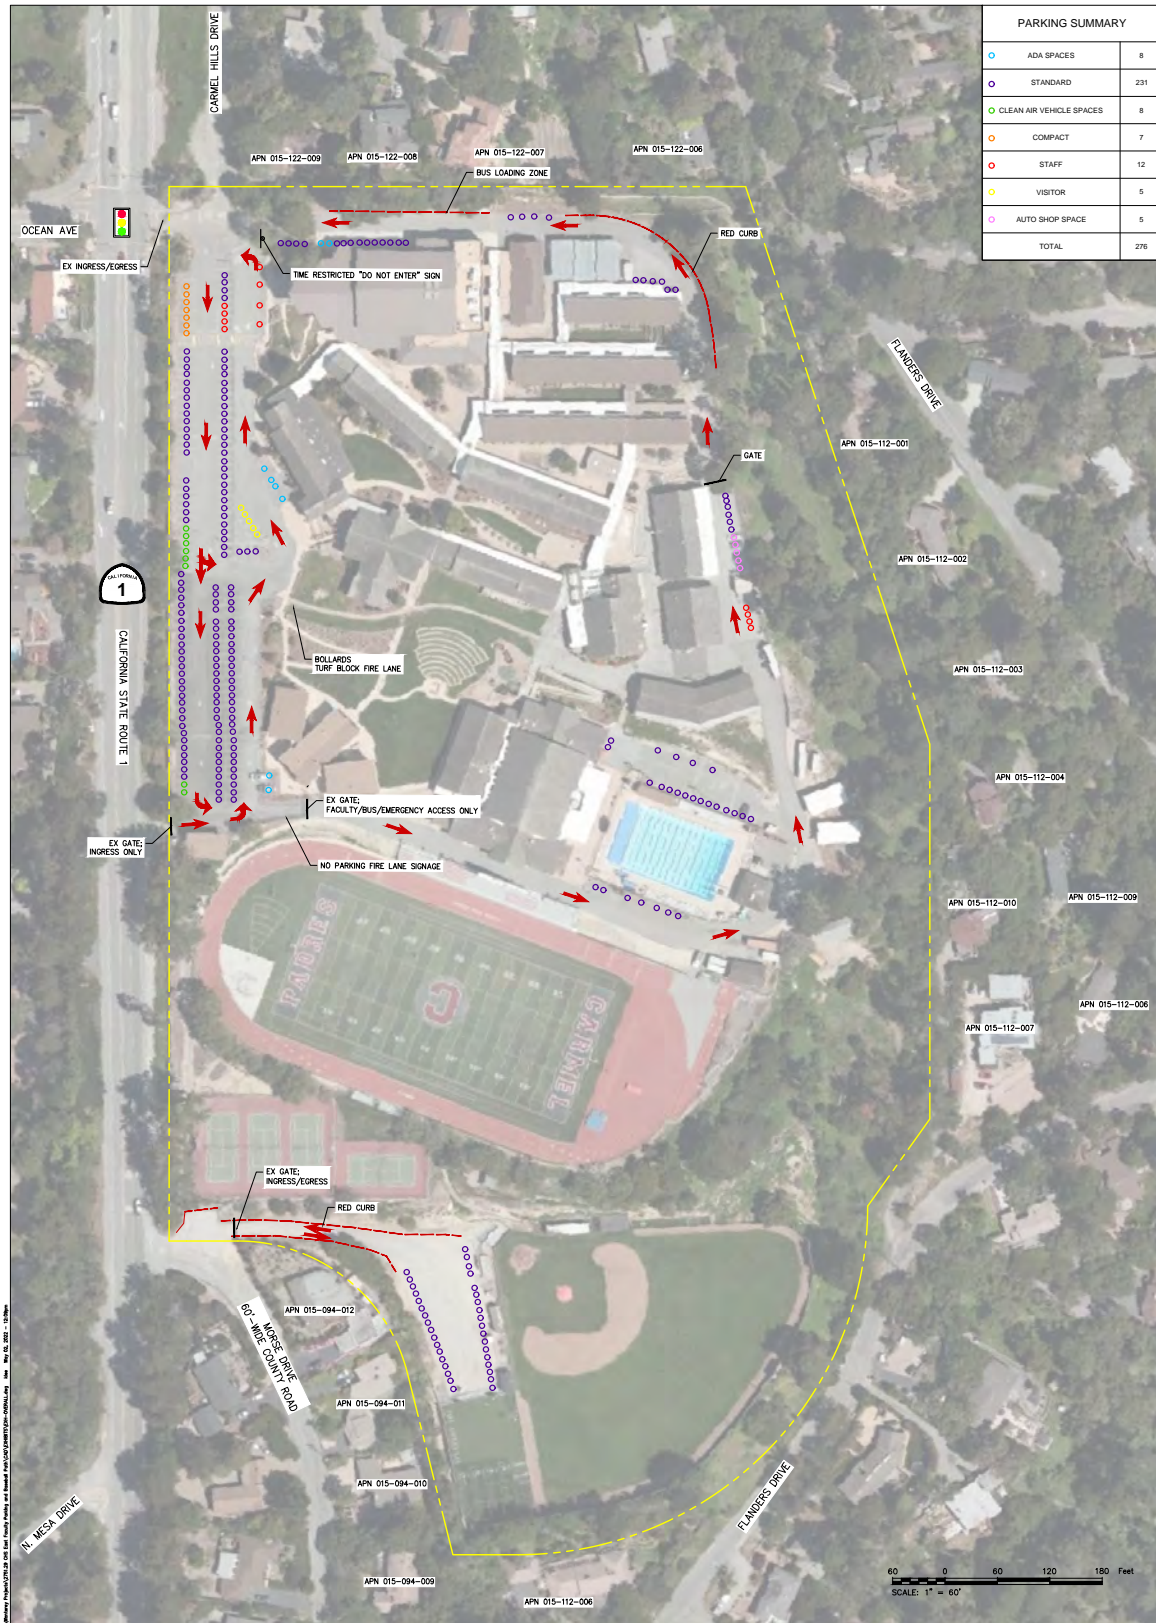 PARKING SUMMARY
ADA SPACES 8
STANDARD 231
CLEAN AIR VEHICLE SPACES 8
COMPACT 7
STAFF 12
VISITOR 5
AUTO SHOP SPACE 5
TOTAL 276
CARMEL HILLS DRIVE
APN 015-122-009
APN 015-122-008
APN 015-122-007
APN 015-122-006
BUS LOADING ZONE
OCEAN AVE
RED CURB
EX INGRESS/EGRESS
TIME RESTRICTED "DO NOT ENTER" SIGN
FLANDERS DRIVE
APN 015-112-001
GATE
APN 015-112-002
CALIFORNIA
1
CALIFORNIA STATE ROUTE 1
BOLLARDS
TURF BLOCK FIRE LANE
APN 015-112-003
APN 015-112-004
EX GATE;
FACULTY/BUS/EMERGENCY ACCESS ONLY
EX GATE;
INGRESS ONLY
NO PARKING FIRE LANE SIGNAGE
APN 015-112-009
APN 015-112-010
PADRES
C
CARMEL
APN 015-112-006
APN 015-112-007
EX GATE;
INGRESS/EGRESS
RED CURB
APN 015-094-012
MORSE DRIVE
60'-WIDE COUNTY ROAD
APN 015-094-011
APN 015-094-010
FLANDERS DRIVE
N. MESA DRIVE
APN 015-094-009
APN 015-112-006
60 0 60 120 180 Feet
SCALE: 1" = 60'